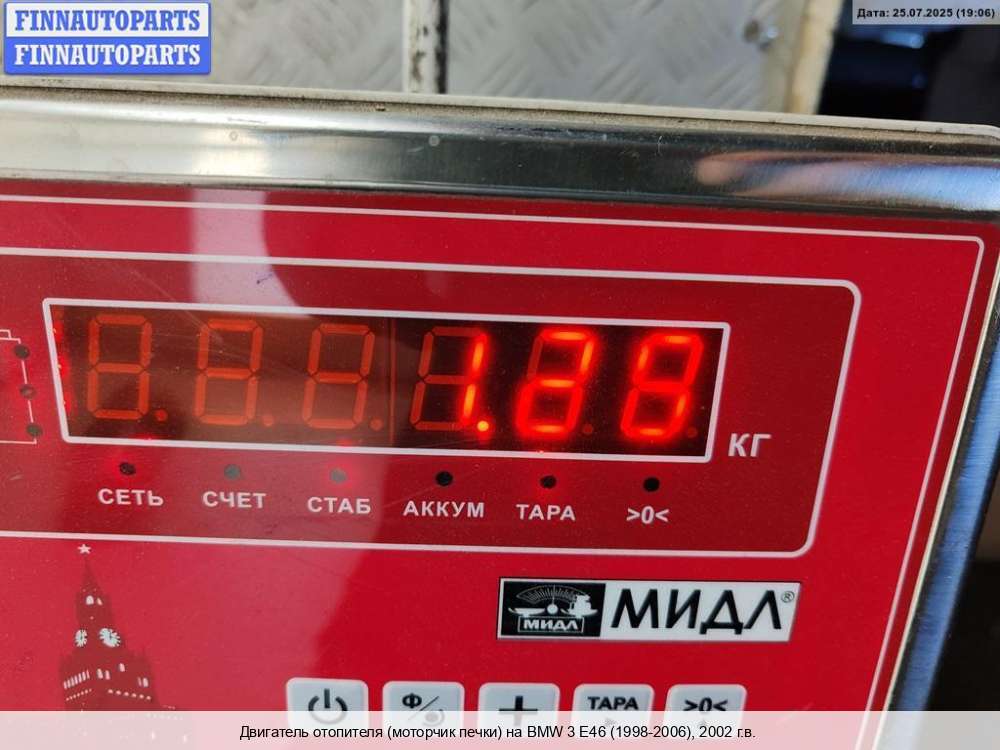 FINNAUTOPARTS
FINNAUTOPARTS
Дата: 25.07.2025 (19:06)
1.28
КГ
СЕТЬ СЧЕТ СТАБ АККУМ ТАРА >0<
МИДЛ МИДЛ®
Ф ТАРА >0<
Двигатель отопителя (моторчик печки) на BMW 3 E46 (1998-2006), 2002 г.в.